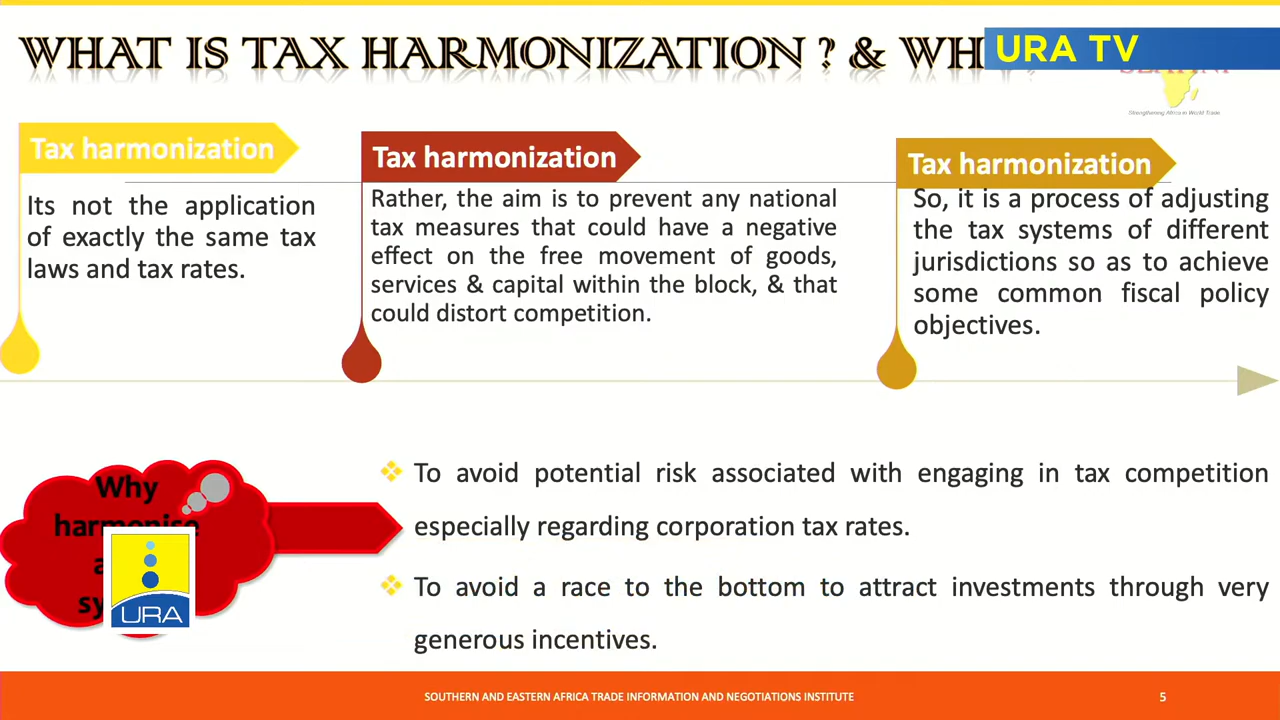 WHAT IS TAX HARMONIZATION ? & WH
URA TV
Strengthening Africa in World Trade
Tax harmonization
Its not the application
of exactly the same tax
laws and tax rates.
Tax harmonization
Rather, the aim is to prevent any national
tax measures that could have a negative
effect on the free movement of goods,
services & capital within the block, & that
could distort competition.
Tax harmonization
So, it is a process of adjusting
the tax systems of different
jurisdictions so as to achieve
some common fiscal policy
objectives.
Why
harmonise
URA
To avoid potential risk associated with engaging in tax competition
especially regarding corporation tax rates.
To avoid a race to the bottom to attract investments through very
generous incentives.
SOUTHERN AND EASTERN AFRICA TRADE INFORMATION AND NEGOTIATIONS INSTITUTE
5